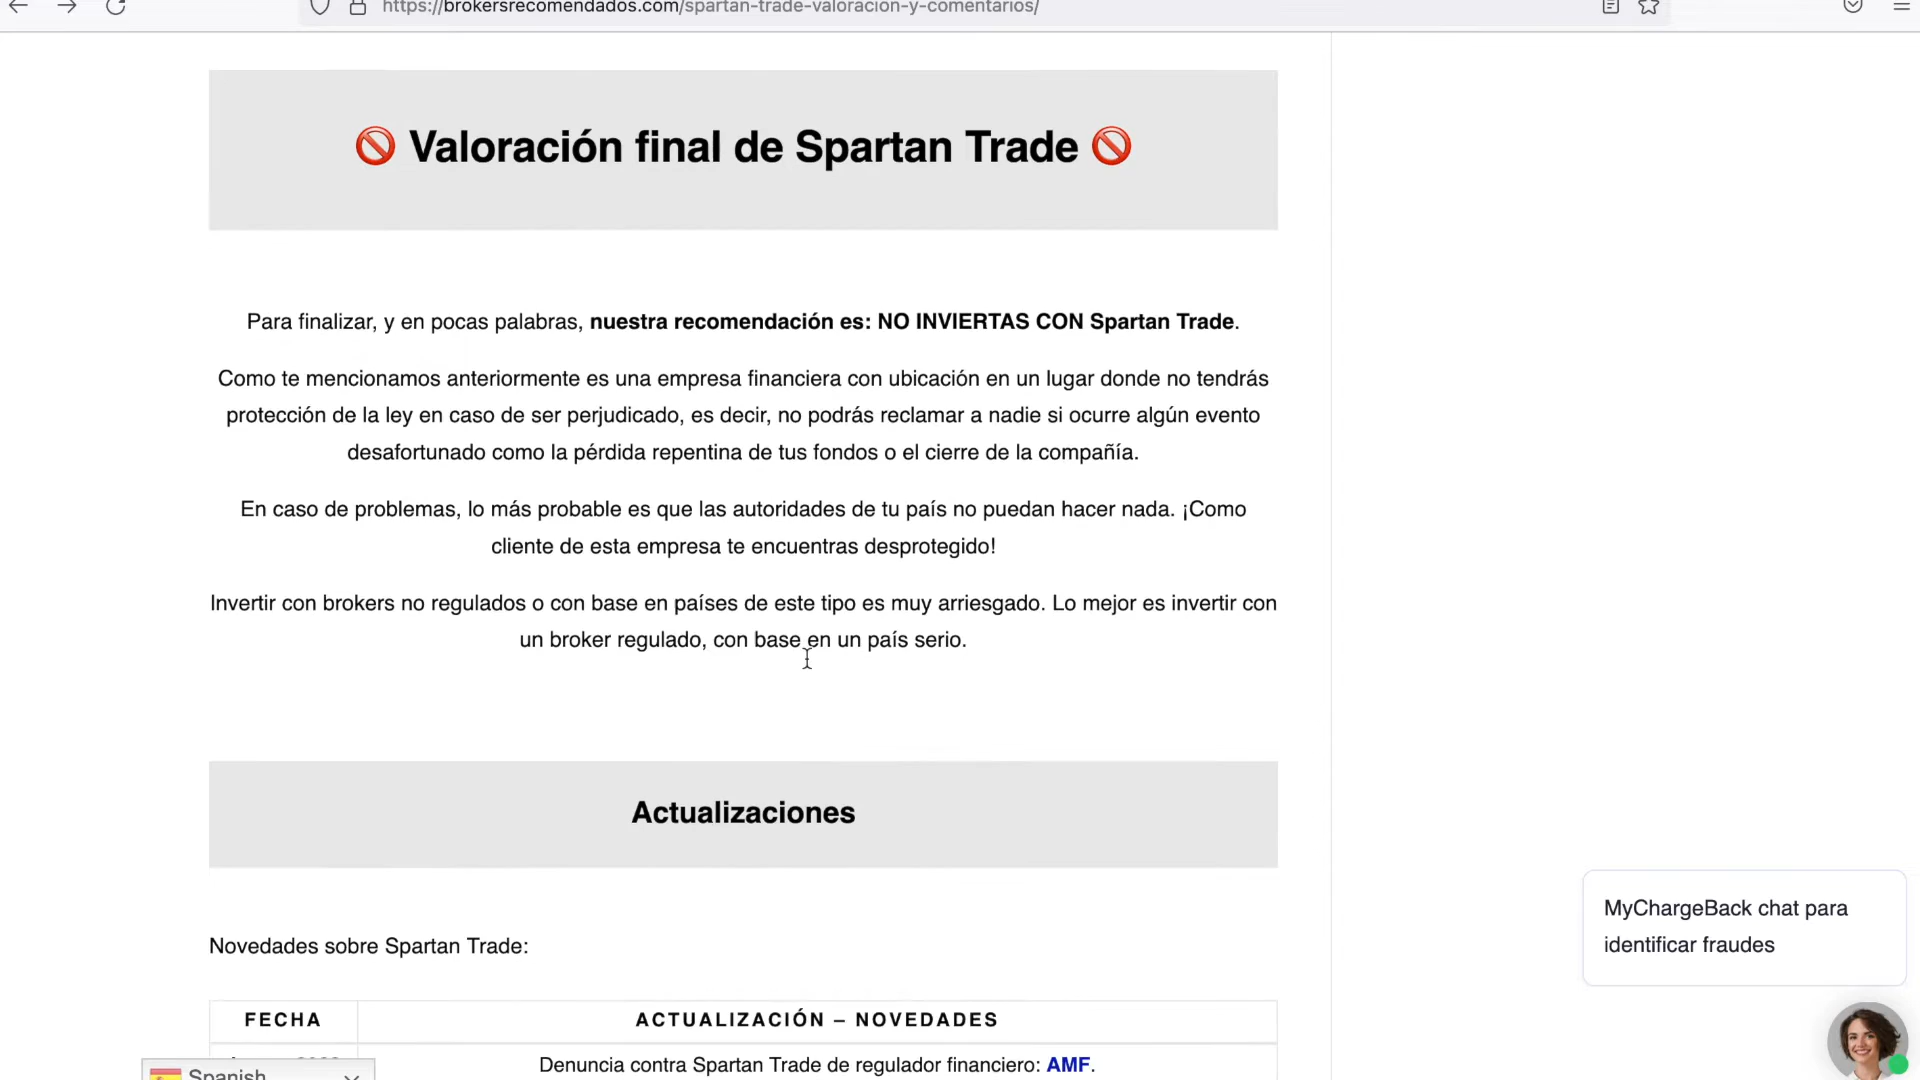 https://brokersrecomendados.com/spartan-trade-valoracion-y-comentarios/
Valoración final de Spartan Trade
Para finalizar, y en pocas palabras, nuestra recomendación es: NO INVIERTAS CON Spartan Trade.
Como te mencionamos anteriormente es una empresa financiera con ubicación en un lugar donde no tendrás
protección de la ley en caso de ser perjudicado, es decir, no podrás reclamar a nadie si ocurre algún evento
desafortunado como la pérdida repentina de tus fondos o el cierre de la compañía.
En caso de problemas, lo más probable es que las autoridades de tu país no puedan hacer nada. ¡Como
cliente de esta empresa te encuentras desprotegido!
Invertir con brokers no regulados o con base en países de este tipo es muy arriesgado. Lo mejor es invertir con
un broker regulado, con base en un país serio.
Actualizaciones
Novedades sobre Spartan Trade:
FECHA
ACTUALIZACIÓN – NOVEDADES
Denuncia contra Spartan Trade de regulador financiero: AMF.
MyChargeBack chat para
identificar fraudes
Spanish